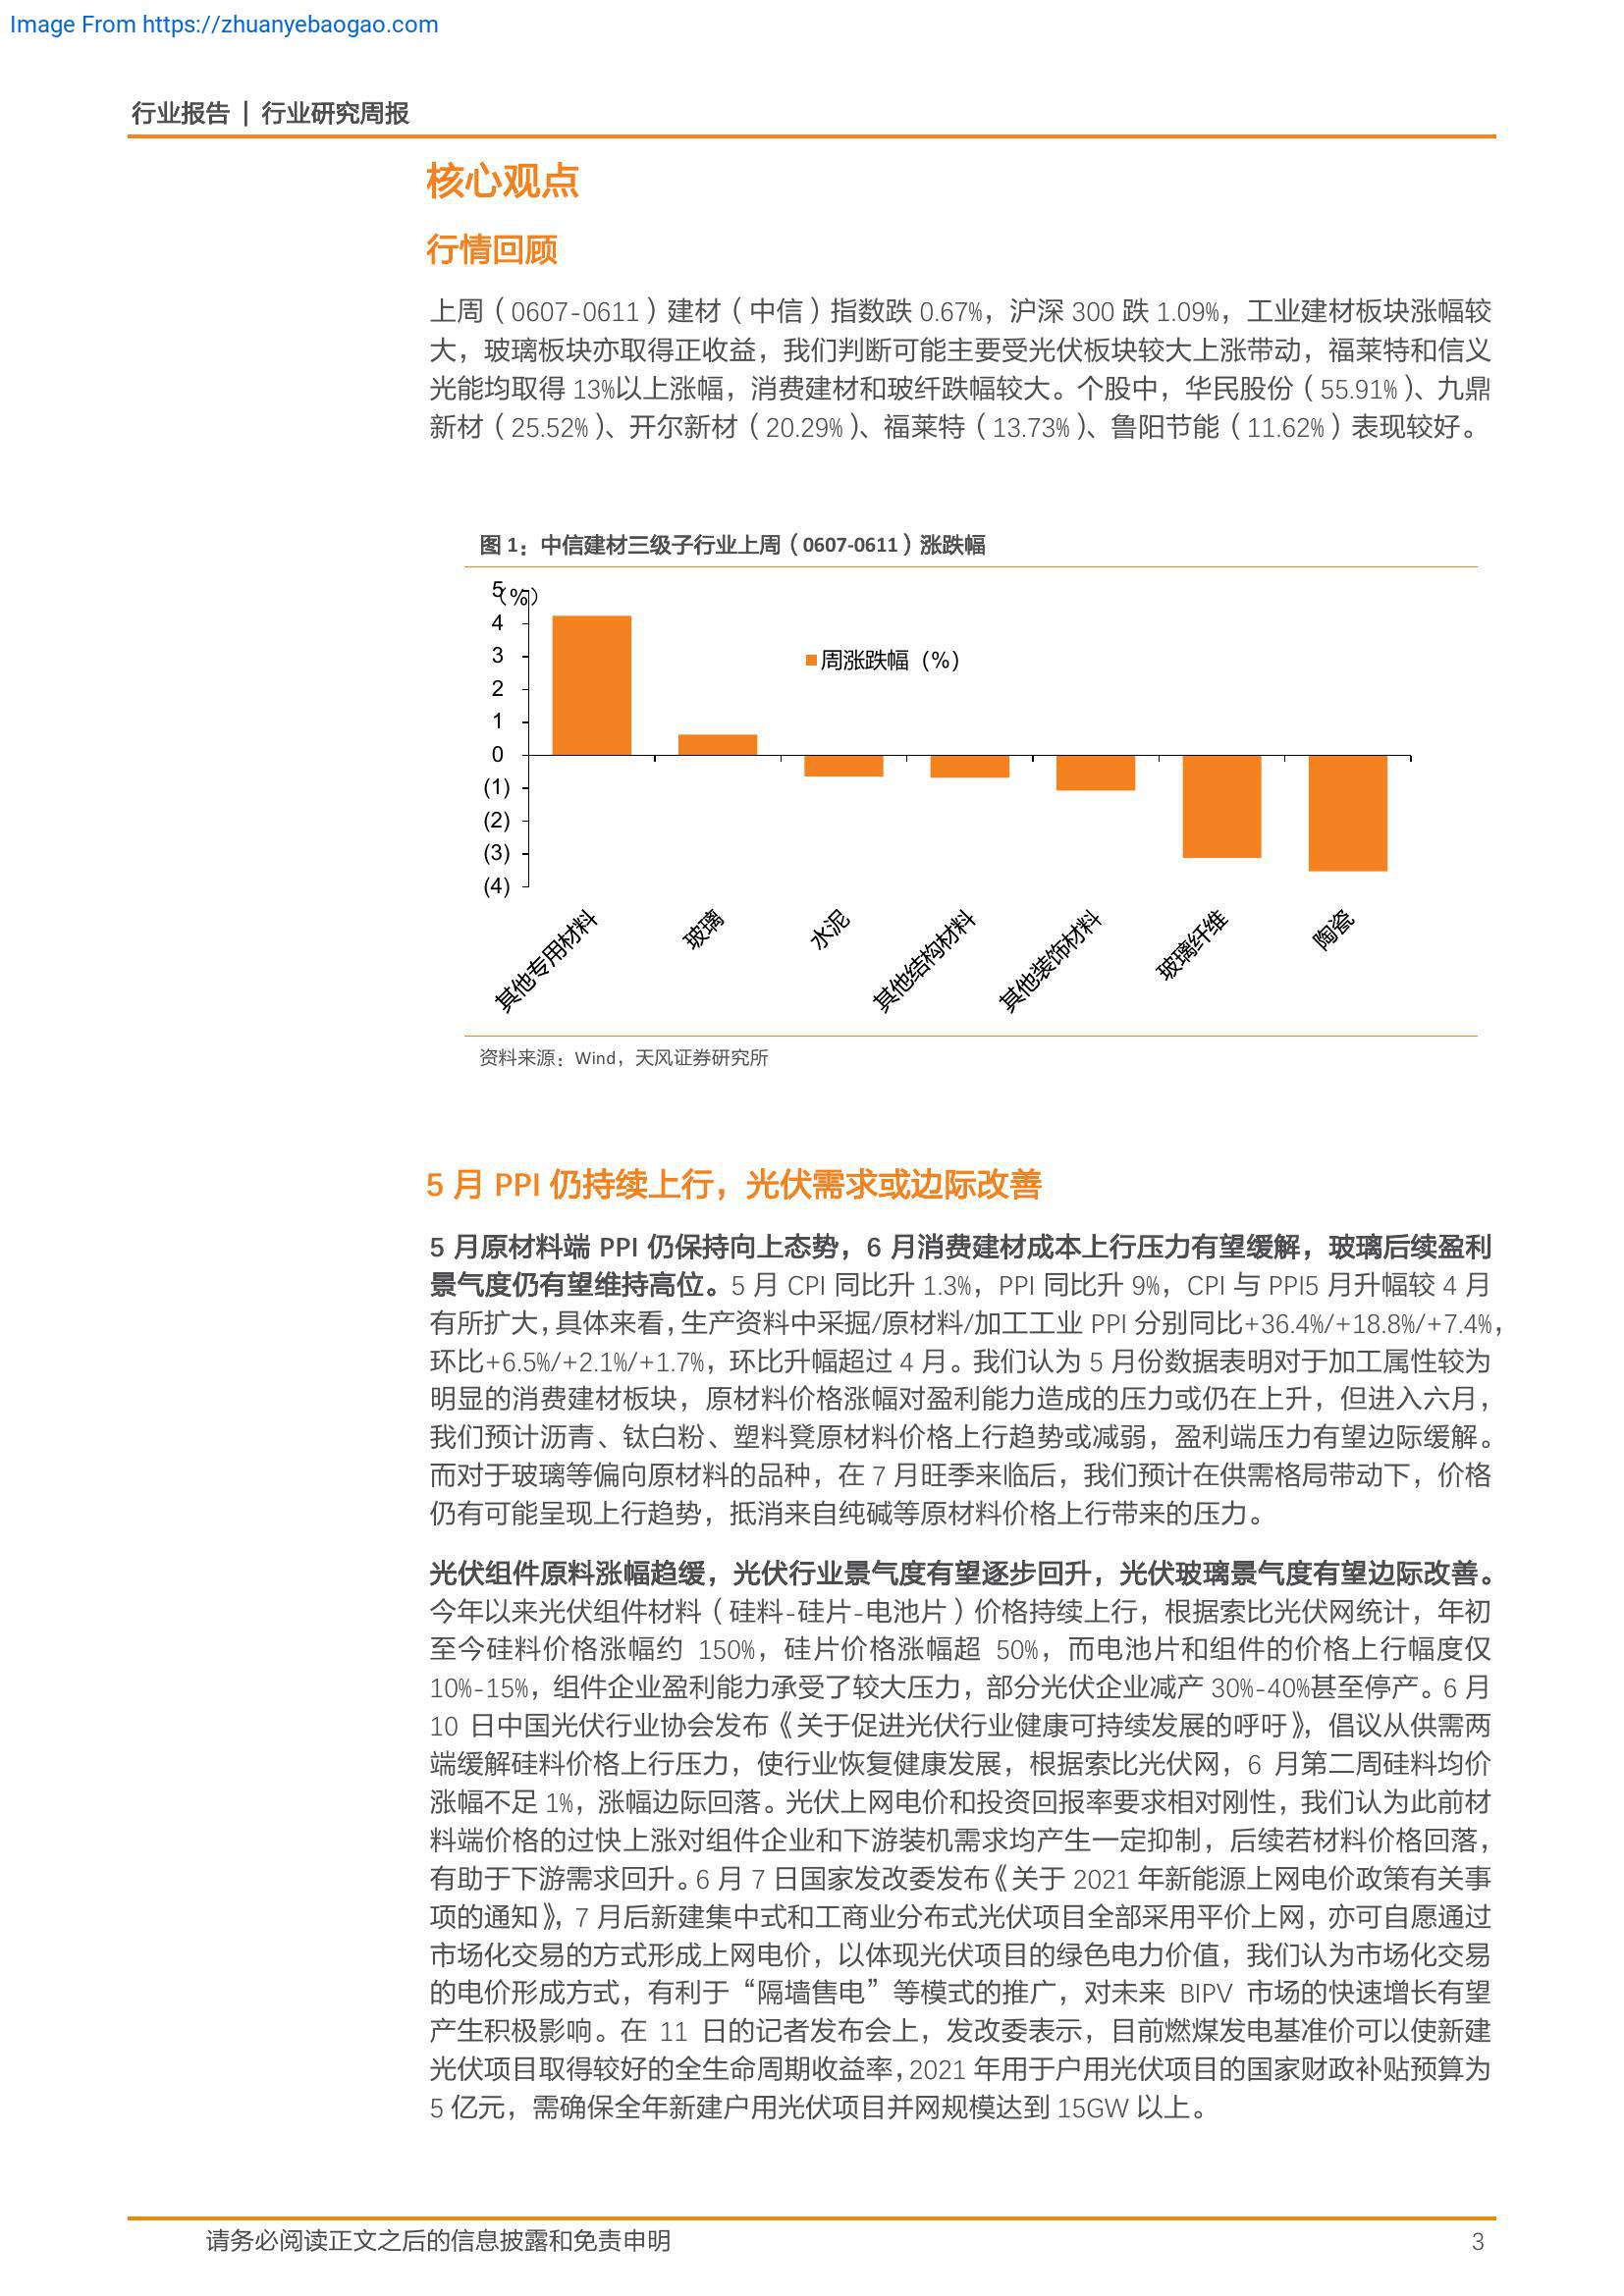 Image From https://zhuanyebaogao.com
行业报告 | 行业研究周报
核心观点
行情回顾
上周（0607-0611）建材（中信）指数跌 0.67%，沪深 300 跌 1.09%，工业建材板块涨幅较
大，玻璃板块亦取得正收益，我们判断可能主要受光伏板块较大上涨带动，福莱特和信义
光能均取得 13%以上涨幅，消费建材和玻纤跌幅较大。个股中，华民股份（55.91%）、九鼎
新材（25.52%）、开尔新材（20.29%）、福莱特（13.73%）、鲁阳节能（11.62%）表现较好。
图 1：中信建材三级子行业上周（0607-0611）涨跌幅
(%)
5
4
3
2
1
0
(1)
(2)
(3)
(4)
周涨跌幅（%）
其他专用材料
玻璃
水泥
其他结构材料
其他装饰材料
玻璃纤维
陶瓷
资料来源：Wind，天风证券研究所
5 月 PPI 仍持续上行，光伏需求或边际改善
5 月原材料端 PPI 仍保持向上态势，6 月消费建材成本上行压力有望缓解，玻璃后续盈利
景气度仍有望维持高位。5 月 CPI 同比升 1.3%，PPI 同比升 9%，CPI 与 PPI5 月升幅较 4 月
有所扩大，具体来看，生产资料中采掘/原材料/加工工业 PPI 分别同比+36.4%/+18.8%/+7.4%，
环比+6.5%/+2.1%/+1.7%，环比升幅超过 4 月。我们认为 5 月份数据表明对于加工属性较为
明显的消费建材板块，原材料价格涨幅对盈利能力造成的压力或仍在上升，但进入六月，
我们预计沥青、钛白粉、塑料凳原材料价格上行趋势或减弱，盈利端压力有望边际缓解。
而对于玻璃等偏向原材料的品种，在 7 月旺季来临后，我们预计在供需格局带动下，价格
仍有可能呈现上行趋势，抵消来自纯碱等原材料价格上行带来的压力。
光伏组件原料涨幅趋缓，光伏行业景气度有望逐步回升，光伏玻璃景气度有望边际改善。
今年以来光伏组件材料（硅料-硅片-电池片）价格持续上行，根据索比光伏网统计，年初
至今硅料价格涨幅约 150%，硅片价格涨幅超 50%，而电池片和组件的价格上行幅度仅
10%-15%，组件企业盈利能力承受了较大压力，部分光伏企业减产 30%-40%甚至停产。6 月
10 日中国光伏行业协会发布《关于促进光伏行业健康可持续发展的呼吁》，倡议从供需两
端缓解硅料价格上行压力，使行业恢复健康发展，根据索比光伏网，6 月第二周硅料均价
涨幅不足 1%，涨幅边际回落。光伏上网电价和投资回报率要求相对刚性，我们认为此前材
料端价格的过快上涨对组件企业和下游装机需求均产生一定抑制，后续若材料价格回落，
有助于下游需求回升。6 月 7 日国家发改委发布《关于 2021 年新能源上网电价政策有关事
项的通知》，7 月后新建集中式和工商业分布式光伏项目全部采用平价上网，亦可自愿通过
市场化交易的方式形成上网电价，以体现光伏项目的绿色电力价值，我们认为市场化交易
的电价形成方式，有利于“隔墙售电”等模式的推广，对未来 BIPV 市场的快速增长有望
产生积极影响。在 11 日的记者发布会上，发改委表示，目前燃煤发电基准价可以使新建
光伏项目取得较好的全生命周期收益率，2021 年用于户用光伏项目的国家财政补贴预算为
5 亿元，需确保全年新建户用光伏项目并网规模达到 15GW 以上。
请务必阅读正文之后的信息披露和免责申明
3